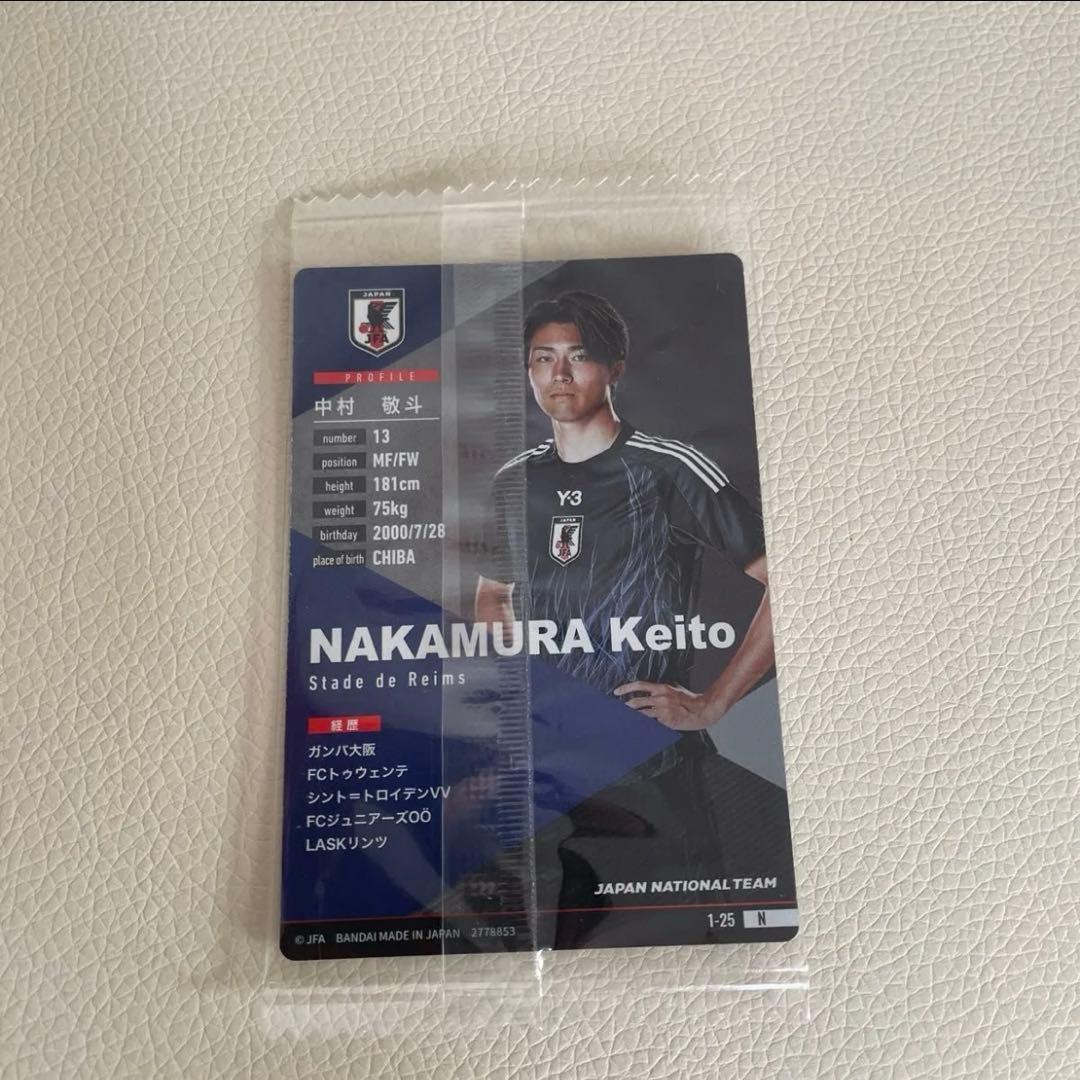 JAPAN
JFA
PROFILE
中村 敬斗
number 13
position MF/FW
height 181cm
weight 75kg
birthday 2000/7/28
place of birth CHIBA
Y-3
NAKAMURA Keito
Stade de Reims
経歴
ガンバ大阪
FCトゥウェンテ
シント＝トロイデンVV
FCジュニアーズOÖ
LASKリンツ
JAPAN NATIONAL TEAM
1-25 N
© JFA BANDAI MADE IN JAPAN 2778853